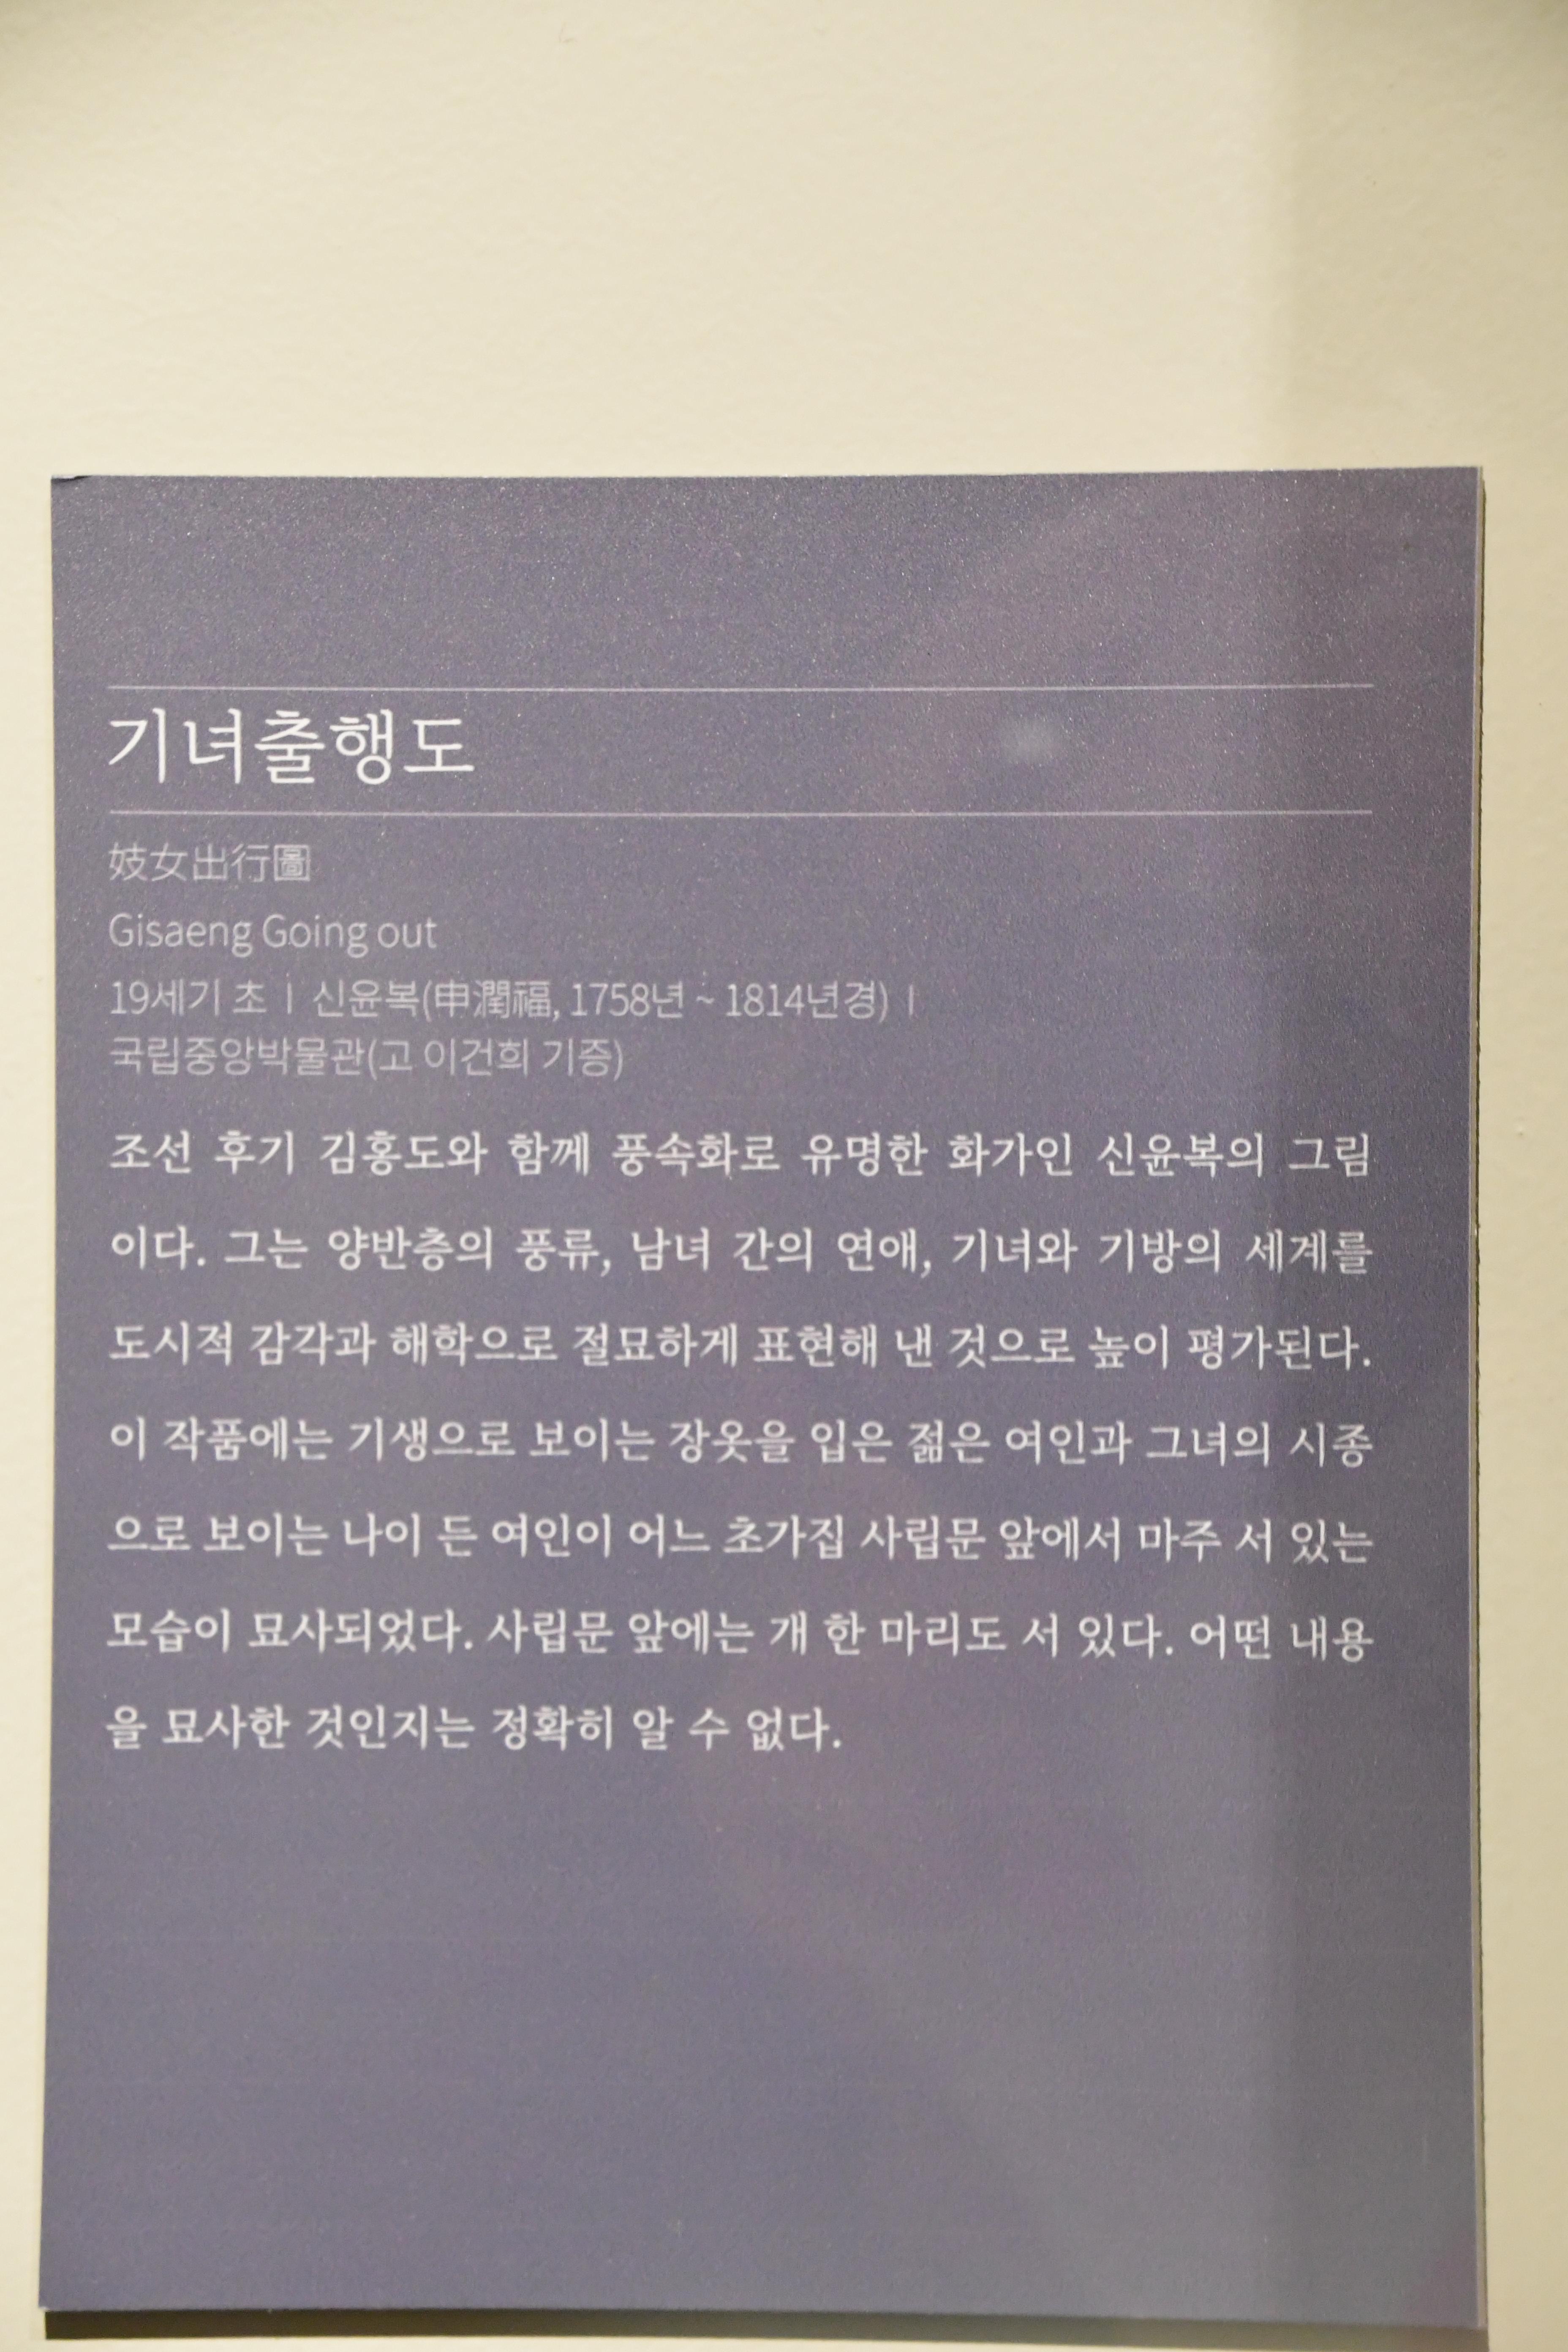 기녀출행도
妓女出行圖
Gisaeng Going out
19세기 초 | 신윤복(申潤福, 1758년 ~ 1814년경) |
국립중앙박물관(고 이건희 기증)
조선 후기 김홍도와 함께 풍속화로 유명한 화가인 신윤복의 그림
이다. 그는 양반층의 풍류, 남녀 간의 연애, 기녀와 기방의 세계를
도시적 감각과 해학으로 절묘하게 표현해 낸 것으로 높이 평가된다.
이 작품에는 기생으로 보이는 장옷을 입은 젊은 여인과 그녀의 시종
으로 보이는 나이 든 여인이 어느 초가집 사립문 앞에서 마주 서 있는
모습이 묘사되었다. 사립문 앞에는 개 한 마리도 서 있다. 어떤 내용
을 묘사한 것인지는 정확히 알 수 없다.